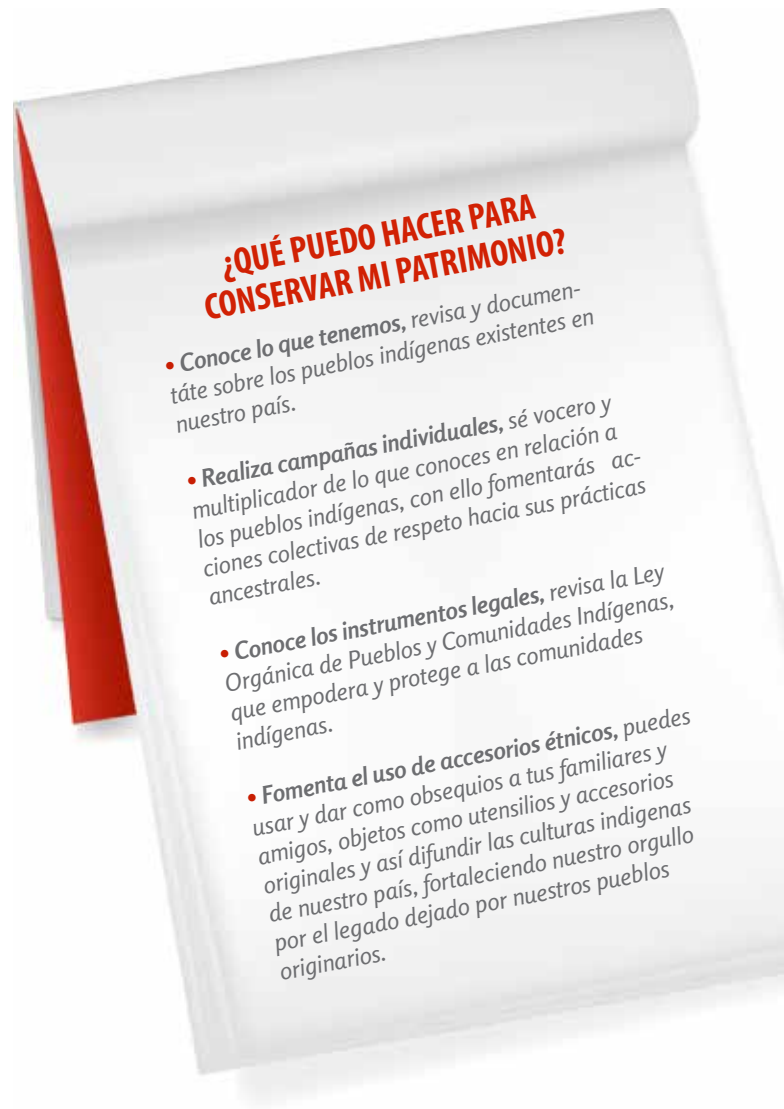 ¿QUÉ PUEDO HACER PARA
CONSERVAR MI PATRIMONIO?
• Conoce lo que tenemos, revisa y documen-
táte sobre los pueblos indígenas existentes en
nuestro país.
• Realiza campañas individuales, sé vocero y
multiplicador de lo que conoces en relación a
los pueblos indígenas, con ello fomentarás ac-
ciones colectivas de respeto hacia sus prácticas
ancestrales.
• Conoce los instrumentos legales, revisa la Ley
Orgánica de Pueblos y Comunidades Indígenas,
que empodera y protege a las comunidades
indígenas.
• Fomenta el uso de accesorios étnicos, puedes
usar y dar como obsequios a tus familiares y
amigos, objetos como utensilios y accesorios
originales y así difundir las culturas indigenas
de nuestro país, fortaleciendo nuestro orgullo
por el legado dejado por nuestros pueblos
originarios.